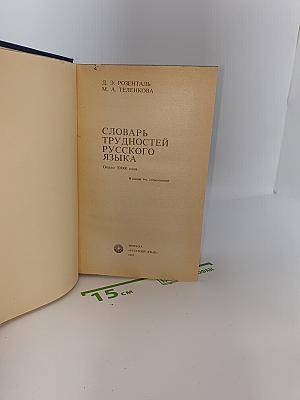 Д. Э. РОЗЕНТАЛЬ
М. А. ТЕЛЕНКОВА
СЛОВАРЬ
ТРУДНОСТЕЙ
РУССКОГО
ЯЗЫКА
Около 30000 слов
МОСКВА
«РУССКИЙ ЯЗЫК»
15 см